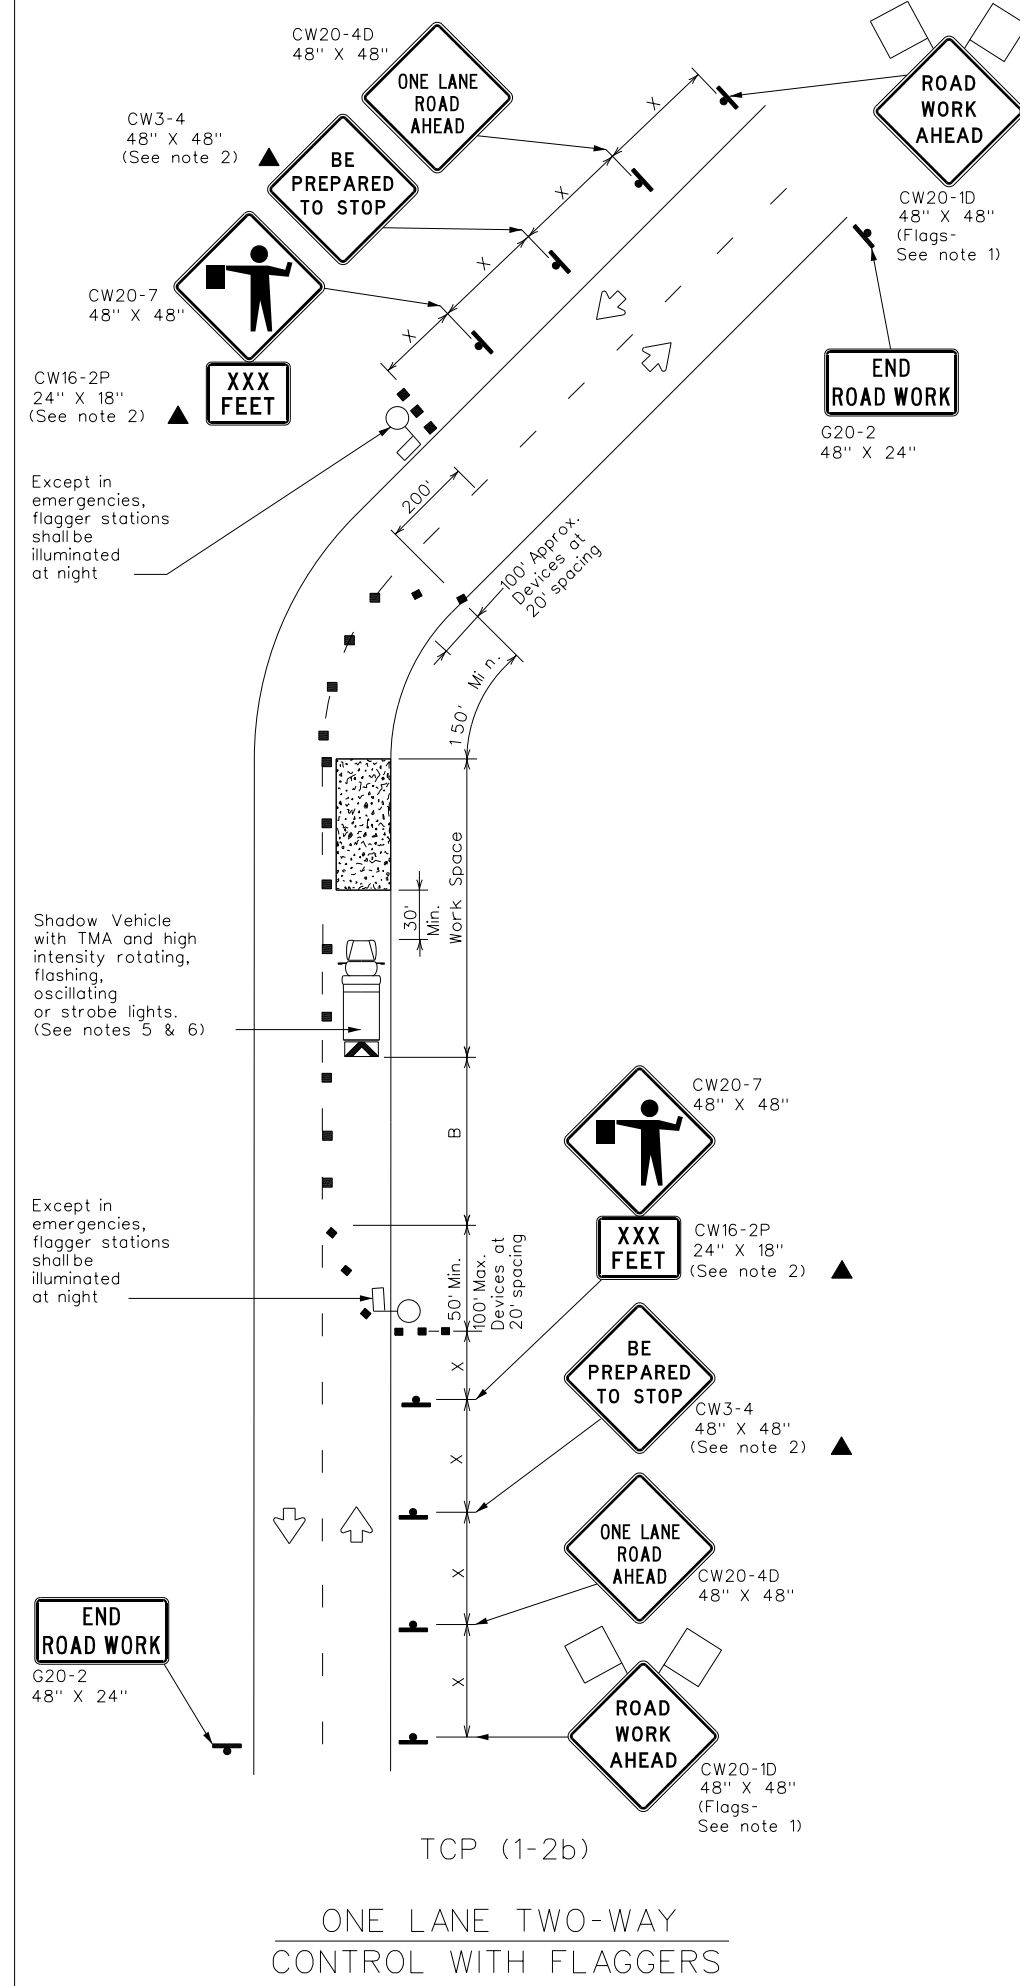 CW20-4D
48" X 48"
ONE LANE
ROAD
AHEAD
ROAD
WORK
AHEAD
CW20-1D
48" X 48"
(Flags-
See note 1)
CW3-4
48" X 48"
(See note 2)
BE
PREPARED
TO STOP
CW20-7
48" X 48"
CW16-2P
24" X 18"
(See note 2)
XXX
FEET
X
X
X
X
END
ROAD WORK
G20-2
48" X 24"
Except in
emergencies,
flagger stations
shall be
illuminated
at night
200'
100' Approx.
Devices at
20' spacing
150' Min.
Work Space
30'
Min.
Shadow Vehicle
with TMA and high
intensity rotating,
flashing,
oscillating
or strobe lights.
(See notes 5 & 6)
B
CW20-7
48" X 48"
XXX
FEET
CW16-2P
24" X 18"
(See note 2)
Except in
emergencies,
flagger stations
shall be
illuminated
at night
50' Min.
100' Max.
Devices at
20' spacing
X
X
X
X
BE
PREPARED
TO STOP
CW3-4
48" X 48"
(See note 2)
ONE LANE
ROAD
AHEAD
CW20-4D
48" X 48"
END
ROAD WORK
G20-2
48" X 24"
ROAD
WORK
AHEAD
CW20-1D
48" X 48"
(Flags-
See note 1)
TCP (1-2b)
ONE LANE TWO-WAY
CONTROL WITH FLAGGERS